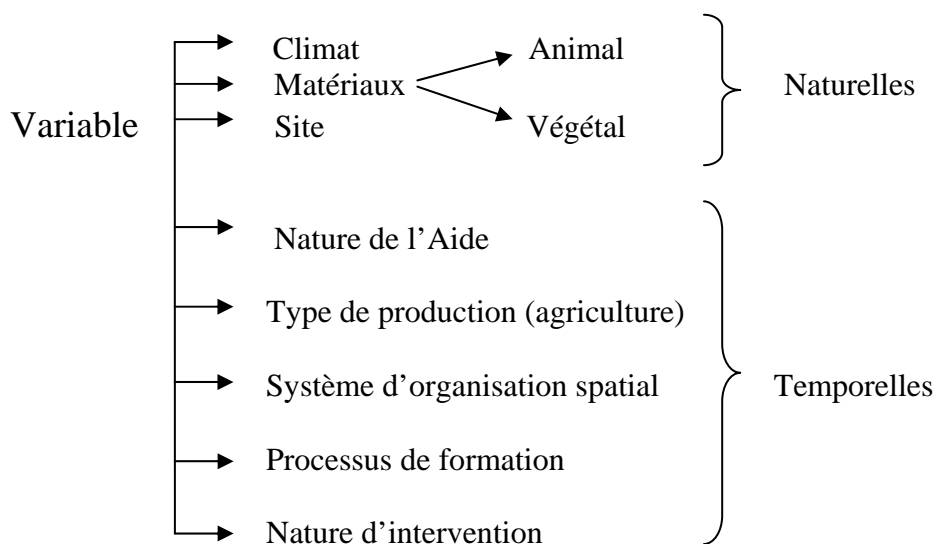 Climat
Animal
Matériaux
Naturelles
Variable
Site
Végétal
Nature de l’Aide
Type de production (agriculture)
Système d’organisation spatial
Temporelles
Processus de formation
Nature d’intervention